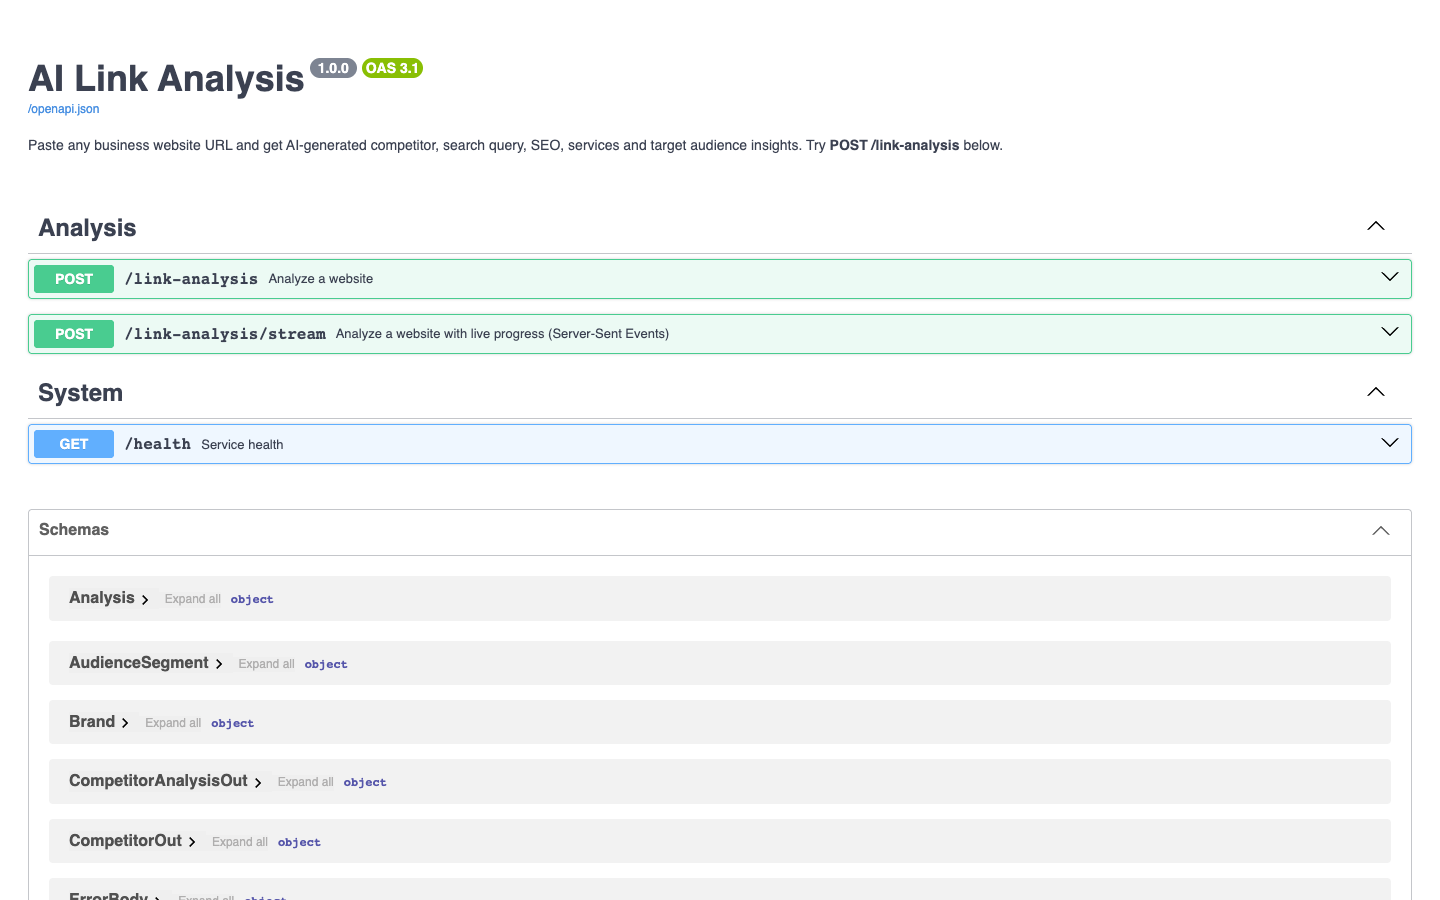 AI Link Analysis 1.0.0 OAS 3.1
/openapi.json
Paste any business website URL and get AI-generated competitor, search query, SEO, services and target audience insights. Try POST /link-analysis below.
Analysis
POST /link-analysis Analyze a website
POST /link-analysis/stream Analyze a website with live progress (Server-Sent Events)
System
GET /health Service health
Schemas
Analysis Expand all object
AudienceSegment Expand all object
Brand Expand all object
CompetitorAnalysisOut Expand all object
CompetitorOut Expand all object
ErrorBody Expand all object